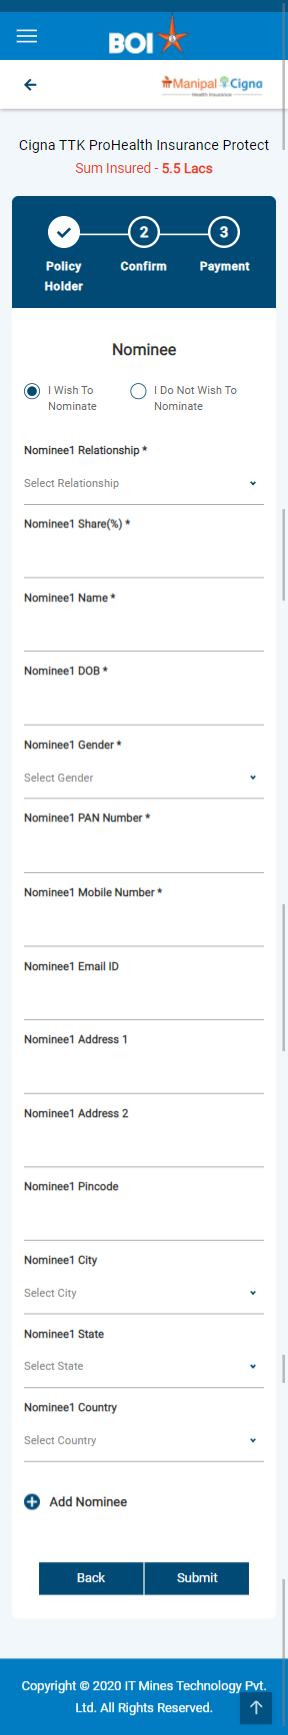 BOI
ManipalCigna
Health Insurance
Cigna TTK ProHealth Insurance Protect
Sum Insured - 5.5 Lacs
2
3
Policy
Holder
Confirm
Payment
Nominee
I Wish To
Nominate
I Do Not Wish To
Nominate
Nominee1 Relationship *
Select Relationship
Nominee1 Share(%) *
Nominee1 Name *
Nominee1 DOB *
Nominee1 Gender *
Select Gender
Nominee1 PAN Number *
Nominee1 Mobile Number *
Nominee1 Email ID
Nominee1 Address 1
Nominee1 Address 2
Nominee1 Pincode
Nominee1 City
Select City
Nominee1 State
Select State
Nominee1 Country
Select Country
Add Nominee
Back
Submit
Copyright © 2020 IT Mines Technology Pvt.
Ltd. All Rights Reserved.